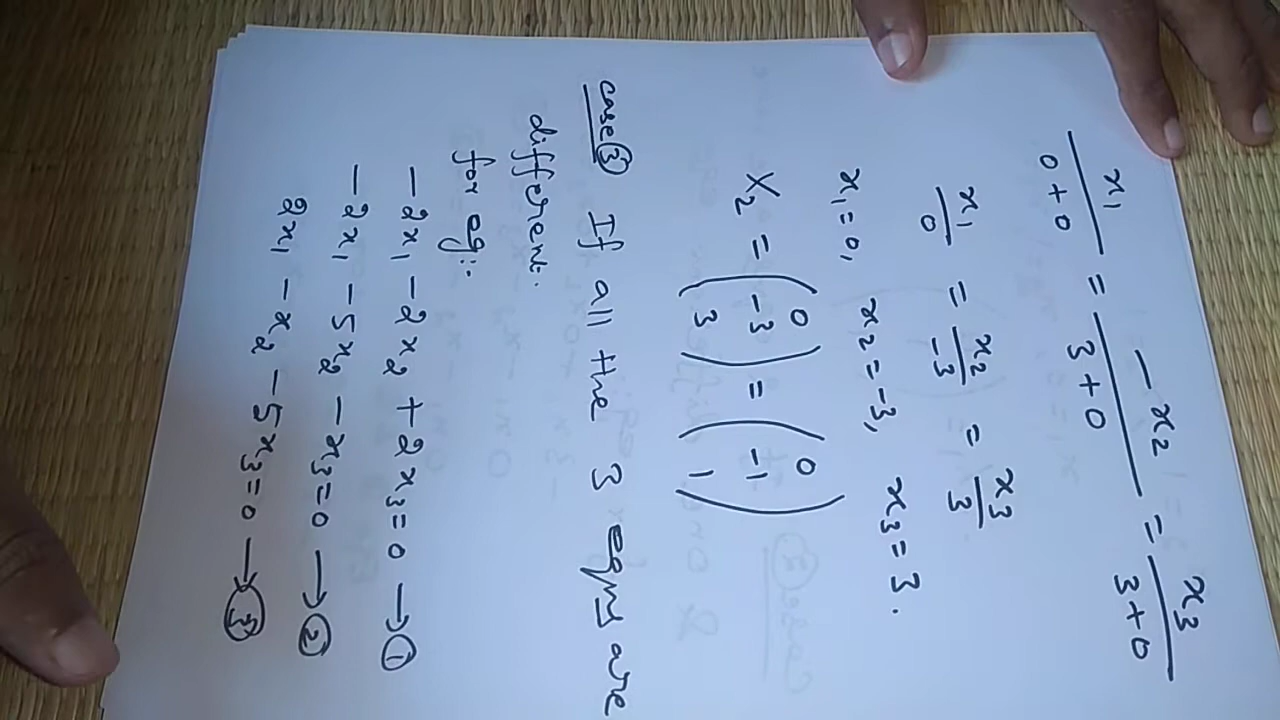 x₁/0+0 = -x₂/3+0 = x₃/3+0
x₁/0 = x₂/-3 = x₃/3
x₁=0, x₂=-3, x₃=3.
X₂ = (0 -3 3) = (0 -1 1)
case ③ If all the 3 eqns are
different.
for eg:-
-2x₁ -2x₂ +2x₃=0 → ①
-2x₁ -5x₂ -x₃=0 → ②
2x₁ -x₂ -5x₃=0 → ③